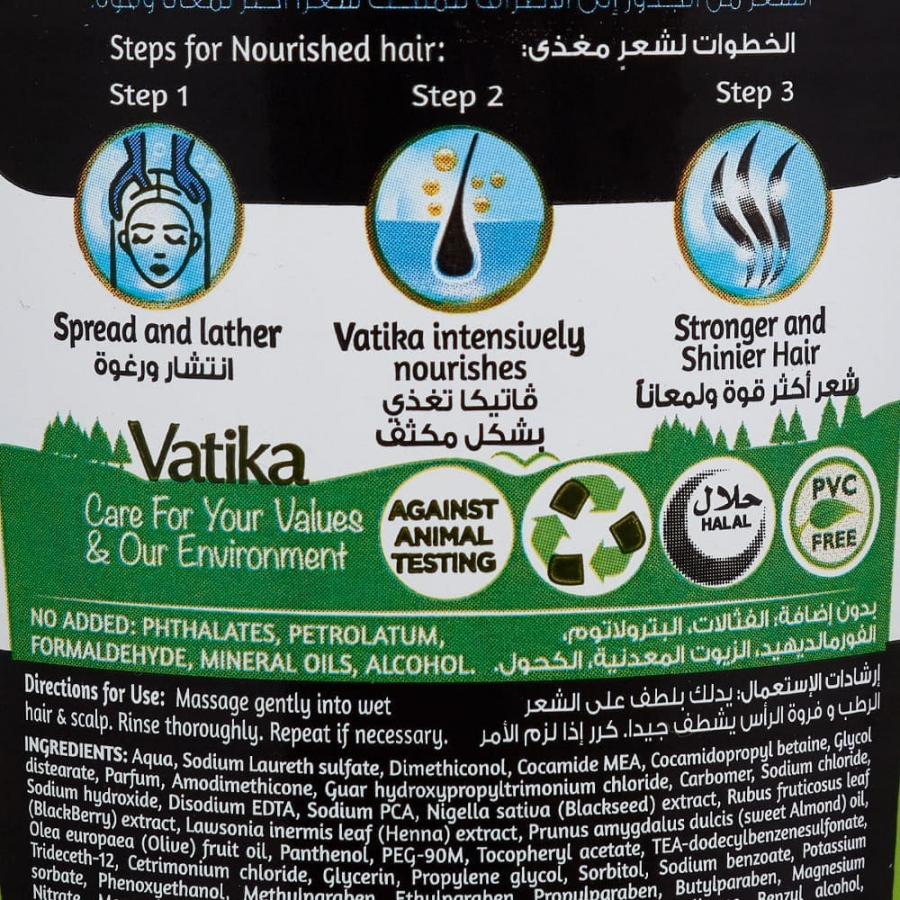 Steps for Nourished hair:
الخطوات لشعرٍ مغذى:
Step 1
Step 2
Step 3
Spread and lather
انتشار ورغوة
Vatika intensively
nourishes
ڤاتيكا تغذي
بشكل مكثف
Stronger and
Shinier Hair
شعر أكثر قوة ولمعاناً
Vatika
Care For Your Values
& Our Environment
AGAINST
ANIMAL
TESTING
حلال
HALAL
PVC
FREE
NO ADDED: PHTHALATES, PETROLATUM,
FORMALDEHYDE, MINERAL OILS, ALCOHOL.
بدون إضافة: الفثالات، البترولاتوم،
الفورمالديهيد، الزيوت المعدنية، الكحول.
Directions for Use: Massage gently into wet
hair & scalp. Rinse thoroughly. Repeat if necessary.
إرشادات الإستعمال: يدلك بلطف على الشعر
الرطب و فروة الرأس يشطف جيدا. كرر إذا لزم الأمر
INGREDIENTS: Aqua, Sodium Laureth sulfate, Dimethiconol, Cocamide MEA, Cocamidopropyl betaine, Glycol
distearate, Parfum, Amodimethicone, Guar hydroxypropyltrimonium chloride, Carbomer, Sodium chloride,
Sodium hydroxide, Disodium EDTA, Sodium PCA, Nigella sativa (Blackseed) extract, Rubus fruticosus leaf
(BlackBerry) extract, Lawsonia inermis leaf (Henna) extract, Prunus amygdalus dulcis (sweet Almond) oil,
Olea europaea (Olive) fruit oil, Panthenol, PEG-90M, Tocopheryl acetate, TEA-dodecylbenzenesulfonate,
Trideceth-12, Cetrimonium chloride, Glycerin, Propylene glycol, Sorbitol, Sodium benzoate, Potassium
sorbate, Phenoxyethanol, Methylparaben, Ethylparaben, Propylparaben, Butylparaben, Magnesium
Nitrate, Benzyl alcohol,